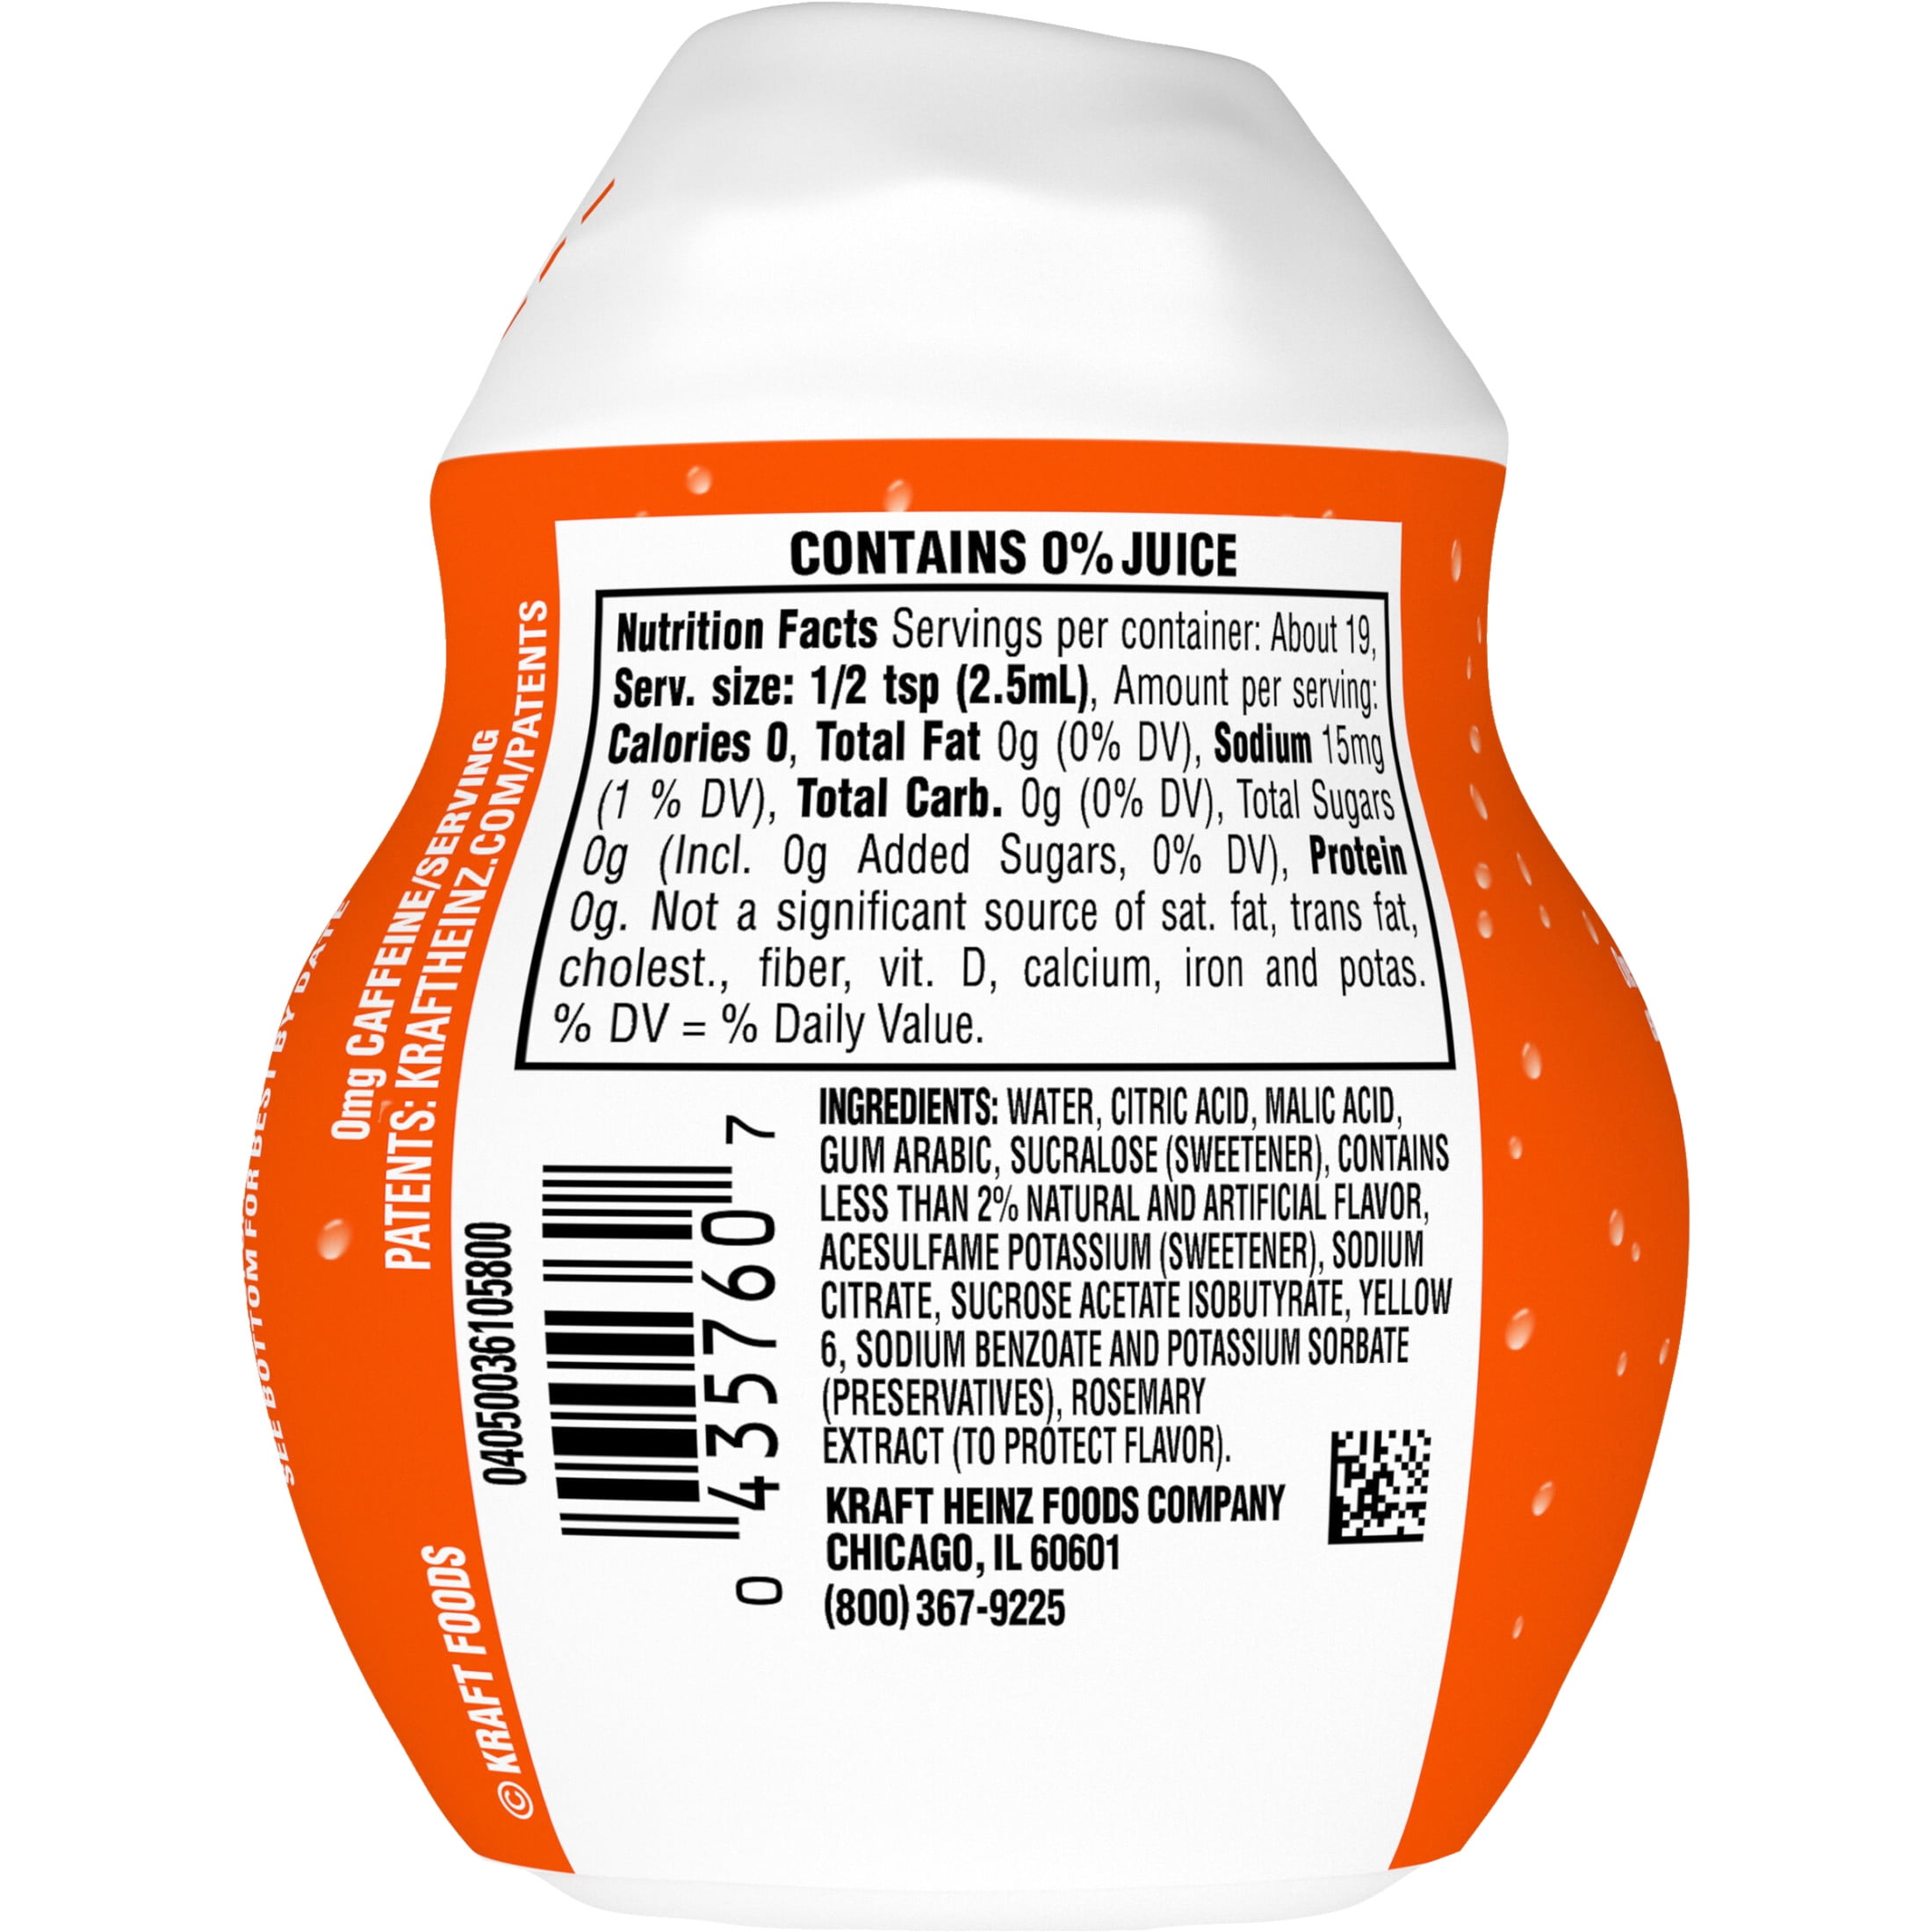 CONTAINS 0% JUICE
Nutrition Facts Servings per container: About 19,
Serv. size: 1/2 tsp (2.5mL), Amount per serving:
Calories 0, Total Fat 0g (0% DV), Sodium 15mg
(1 % DV), Total Carb. 0g (0% DV), Total Sugars
0g (Incl. 0g Added Sugars, 0% DV), Protein
0g. Not a significant source of sat. fat, trans fat,
cholest., fiber, vit. D, calcium, iron and potas.
% DV = % Daily Value.
INGREDIENTS: WATER, CITRIC ACID, MALIC ACID,
GUM ARABIC, SUCRALOSE (SWEETENER), CONTAINS
LESS THAN 2% NATURAL AND ARTIFICIAL FLAVOR,
ACESULFAME POTASSIUM (SWEETENER), SODIUM
CITRATE, SUCROSE ACETATE ISOBUTYRATE, YELLOW
6, SODIUM BENZOATE AND POTASSIUM SORBATE
(PRESERVATIVES), ROSEMARY
EXTRACT (TO PROTECT FLAVOR).
KRAFT HEINZ FOODS COMPANY
CHICAGO, IL 60601
(800) 367-9225
0 43576 0 7
04050036105800
SEE BOTTOM FOR BEST BY DATE
0mg CAFFEINE/SERVING
PATENTS: KRAFTHEINZ.COM/PATENTS
© KRAFT FOODS